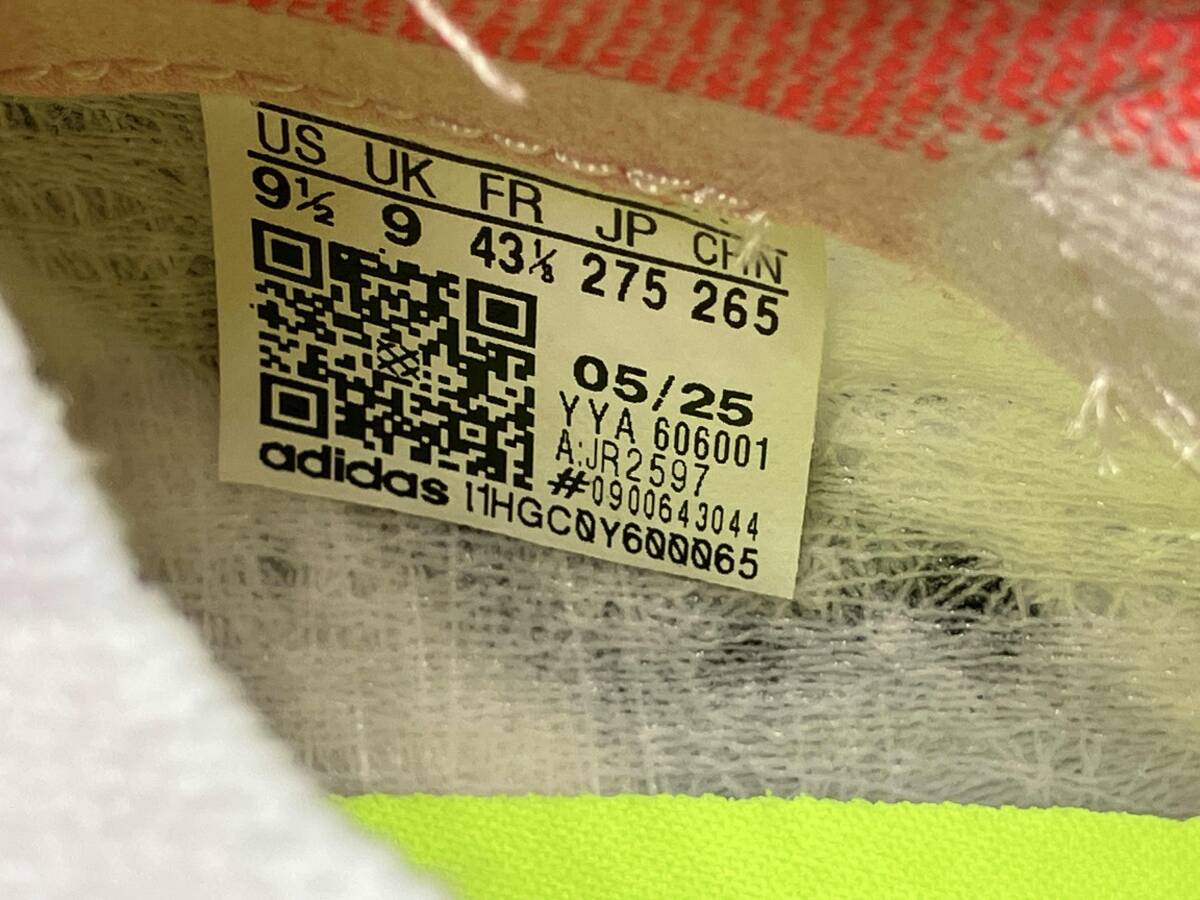 US UK FR JP CHN
9½ 9 43⅓ 275 265
05/25
YYA 606001
A:JR2597
#0900643044
adidas 11HGC0Y600065